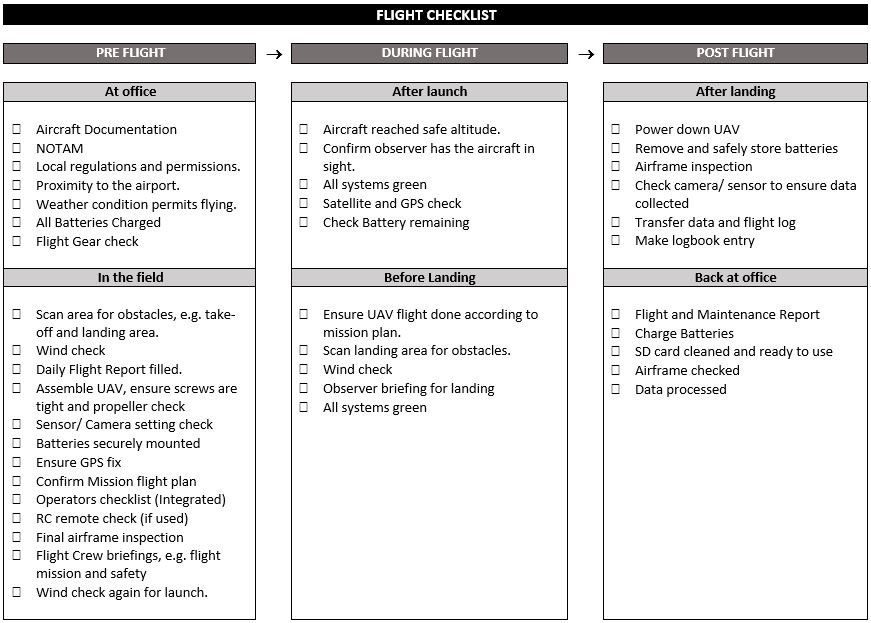 FLIGHT CHECKLIST
PRE FLIGHT → DURING FLIGHT → POST FLIGHT
At office
☐ Aircraft Documentation
☐ NOTAM
☐ Local regulations and permissions.
☐ Proximity to the airport.
☐ Weather condition permits flying.
☐ All Batteries Charged
☐ Flight Gear check
In the field
☐ Scan area for obstacles, e.g. take-
off and landing area.
☐ Wind check
☐ Daily Flight Report filled.
☐ Assemble UAV, ensure screws are
tight and propeller check
☐ Sensor/ Camera setting check
☐ Batteries securely mounted
☐ Ensure GPS fix
☐ Confirm Mission flight plan
☐ Operators checklist (Integrated)
☐ RC remote check (if used)
☐ Final airframe inspection
☐ Flight Crew briefings, e.g. flight
mission and safety
☐ Wind check again for launch.
After launch
☐ Aircraft reached safe altitude.
☐ Confirm observer has the aircraft in
sight.
☐ All systems green
☐ Satellite and GPS check
☐ Check Battery remaining
Before Landing
☐ Ensure UAV flight done according to
mission plan.
☐ Scan landing area for obstacles.
☐ Wind check
☐ Observer briefing for landing
☐ All systems green
After landing
☐ Power down UAV
☐ Remove and safely store batteries
☐ Airframe inspection
☐ Check camera/ sensor to ensure data
collected
☐ Transfer data and flight log
☐ Make logbook entry
Back at office
☐ Flight and Maintenance Report
☐ Charge Batteries
☐ SD card cleaned and ready to use
☐ Airframe checked
☐ Data processed